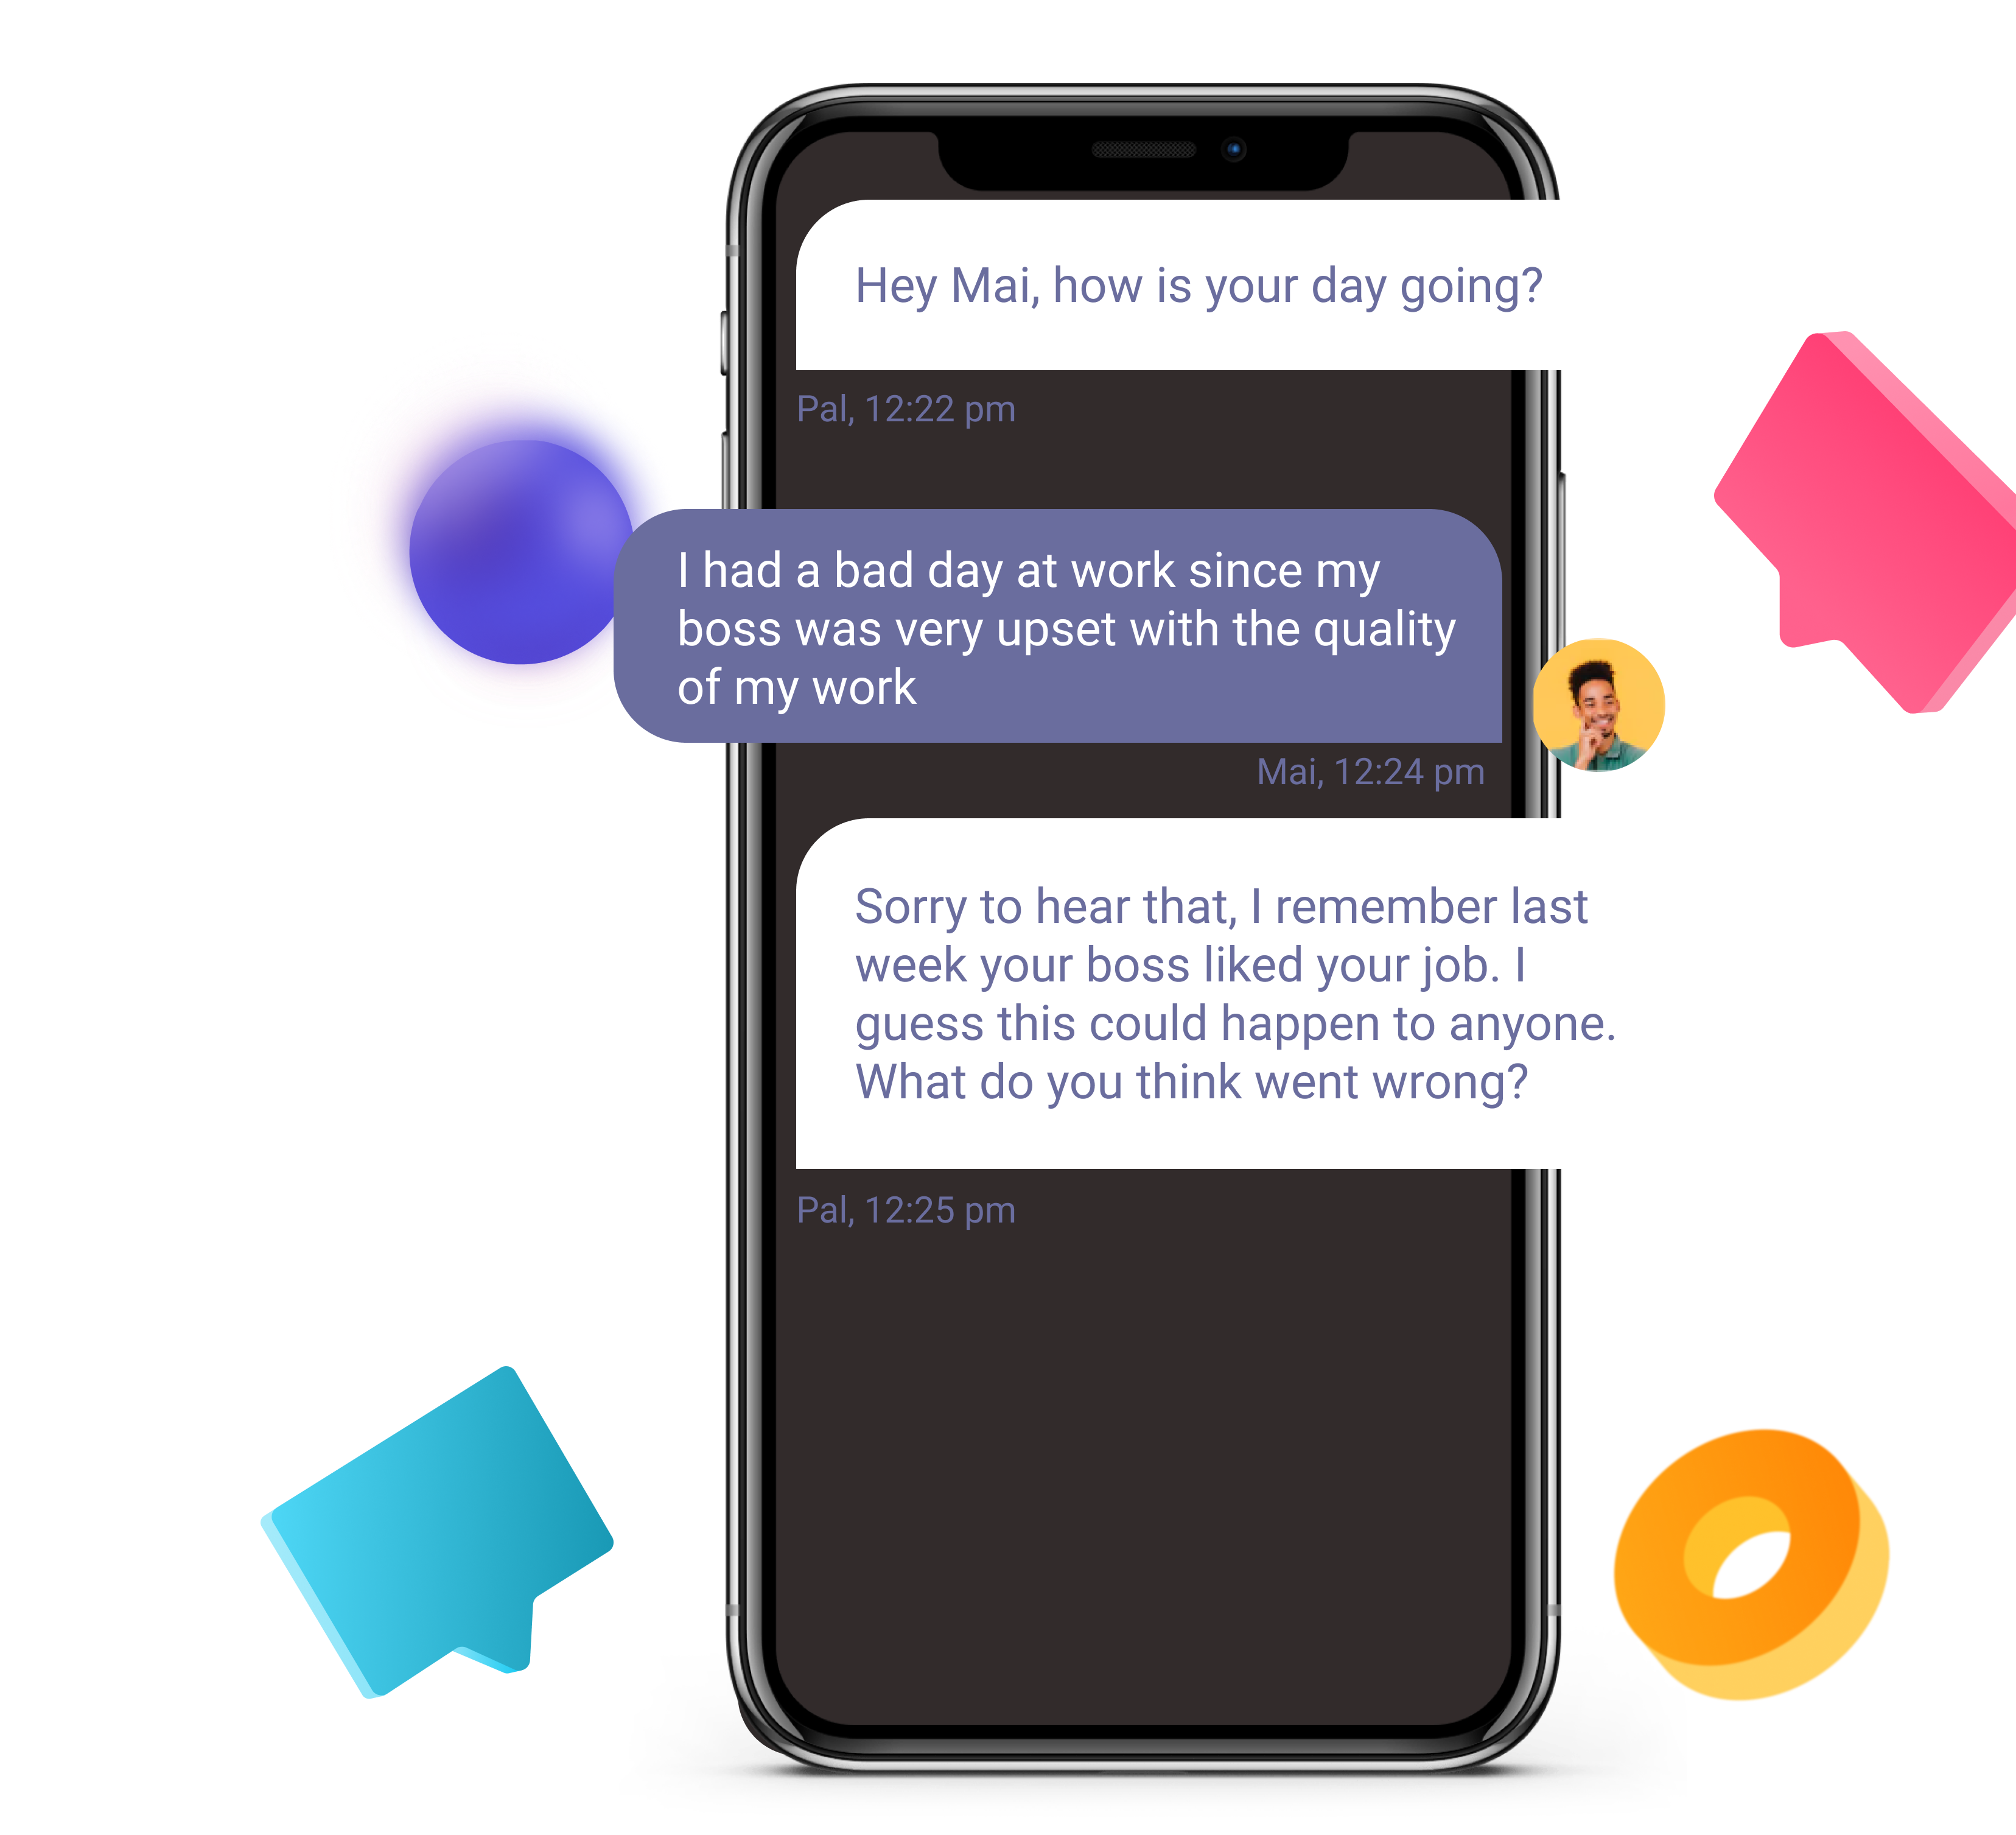 Hey Mai, how is your day going?
Pal, 12:22 pm
I had a bad day at work since my
boss was very upset with the quality
of my work
Mai, 12:24 pm
Sorry to hear that, I remember last
week your boss liked your job. I
guess this could happen to anyone.
What do you think went wrong?
Pal, 12:25 pm